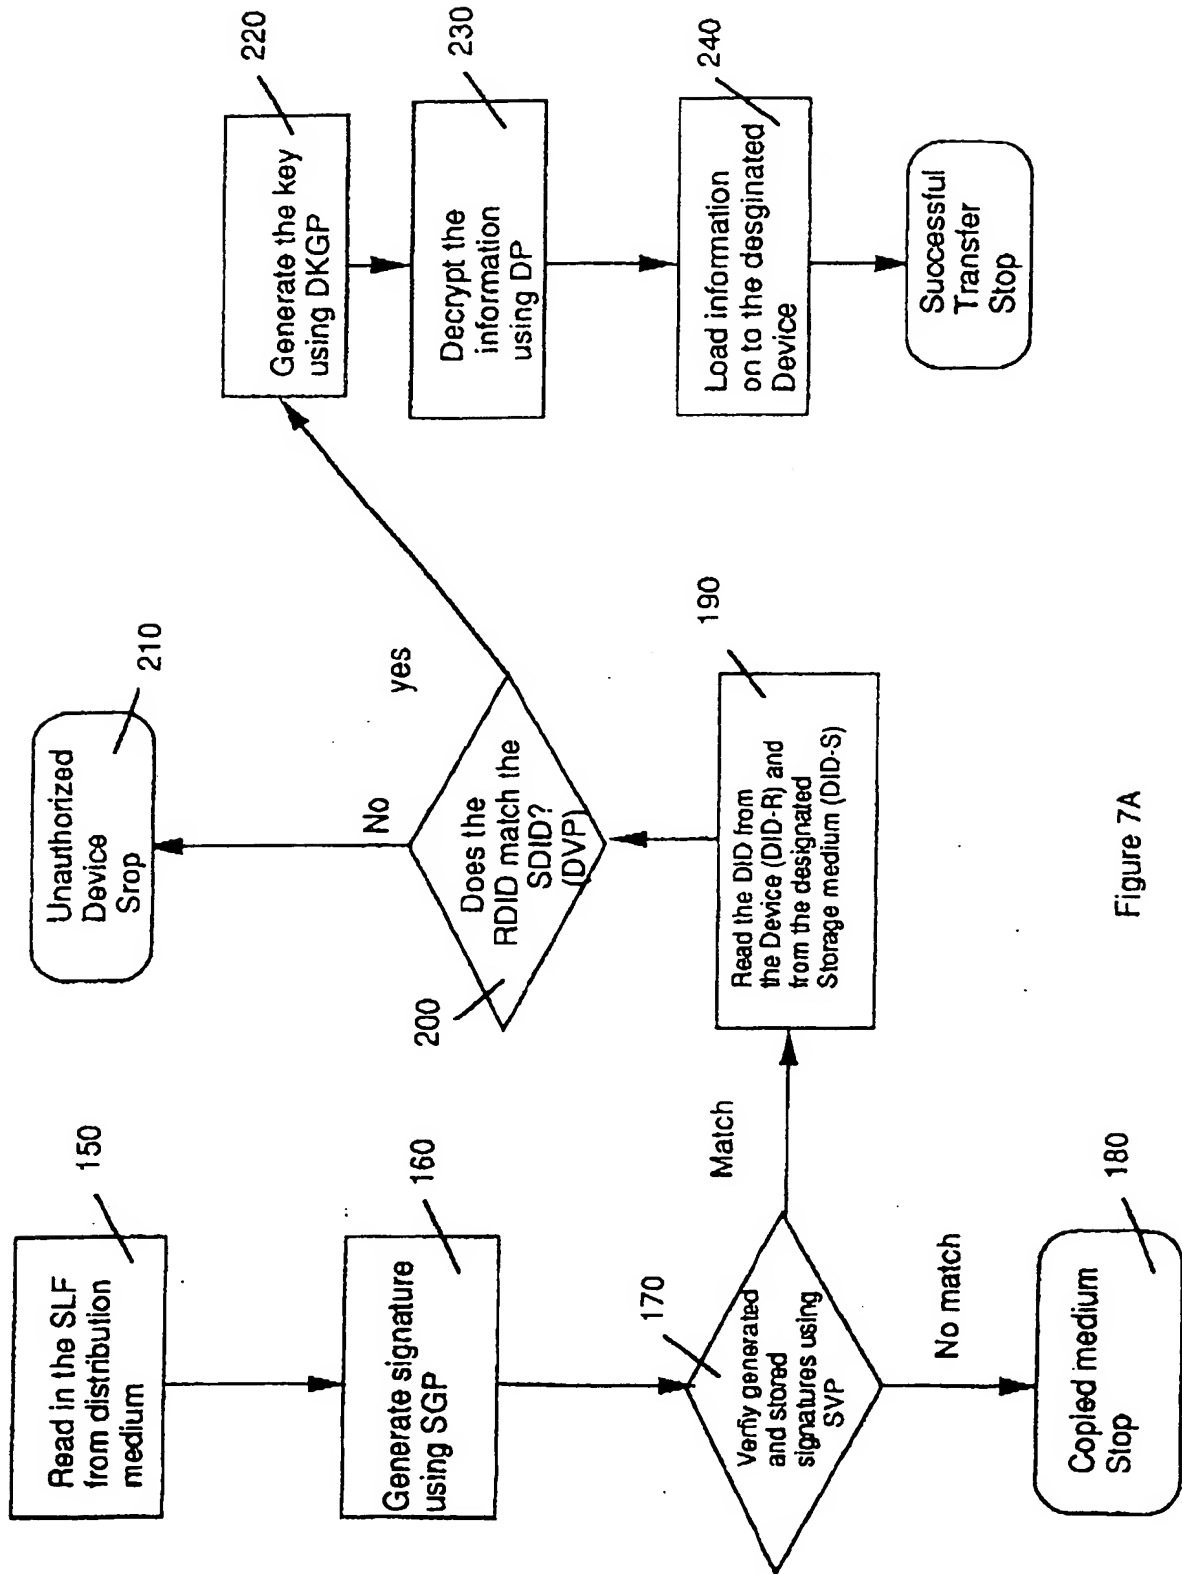 150
Read in the SLF
from distribution
medium
160
Generate signature
using SGP
170
Verfiy generated
and stored
signatures using
SVP
No match
180
Copied medium
Stop
Match
190
Read the DID from
the Device (DID-R) and
from the designated
Storage medium (DID-S)
200
Does the
RDID match the
SDID?
(DVP)
No
210
Unauthorized
Device
Srop
yes
220
Generate the key
using DKGP
230
Decrypt the
information
using DP
240
Load information
on to the desginated
Device
Successful
Transfer
Stop
Figure 7A